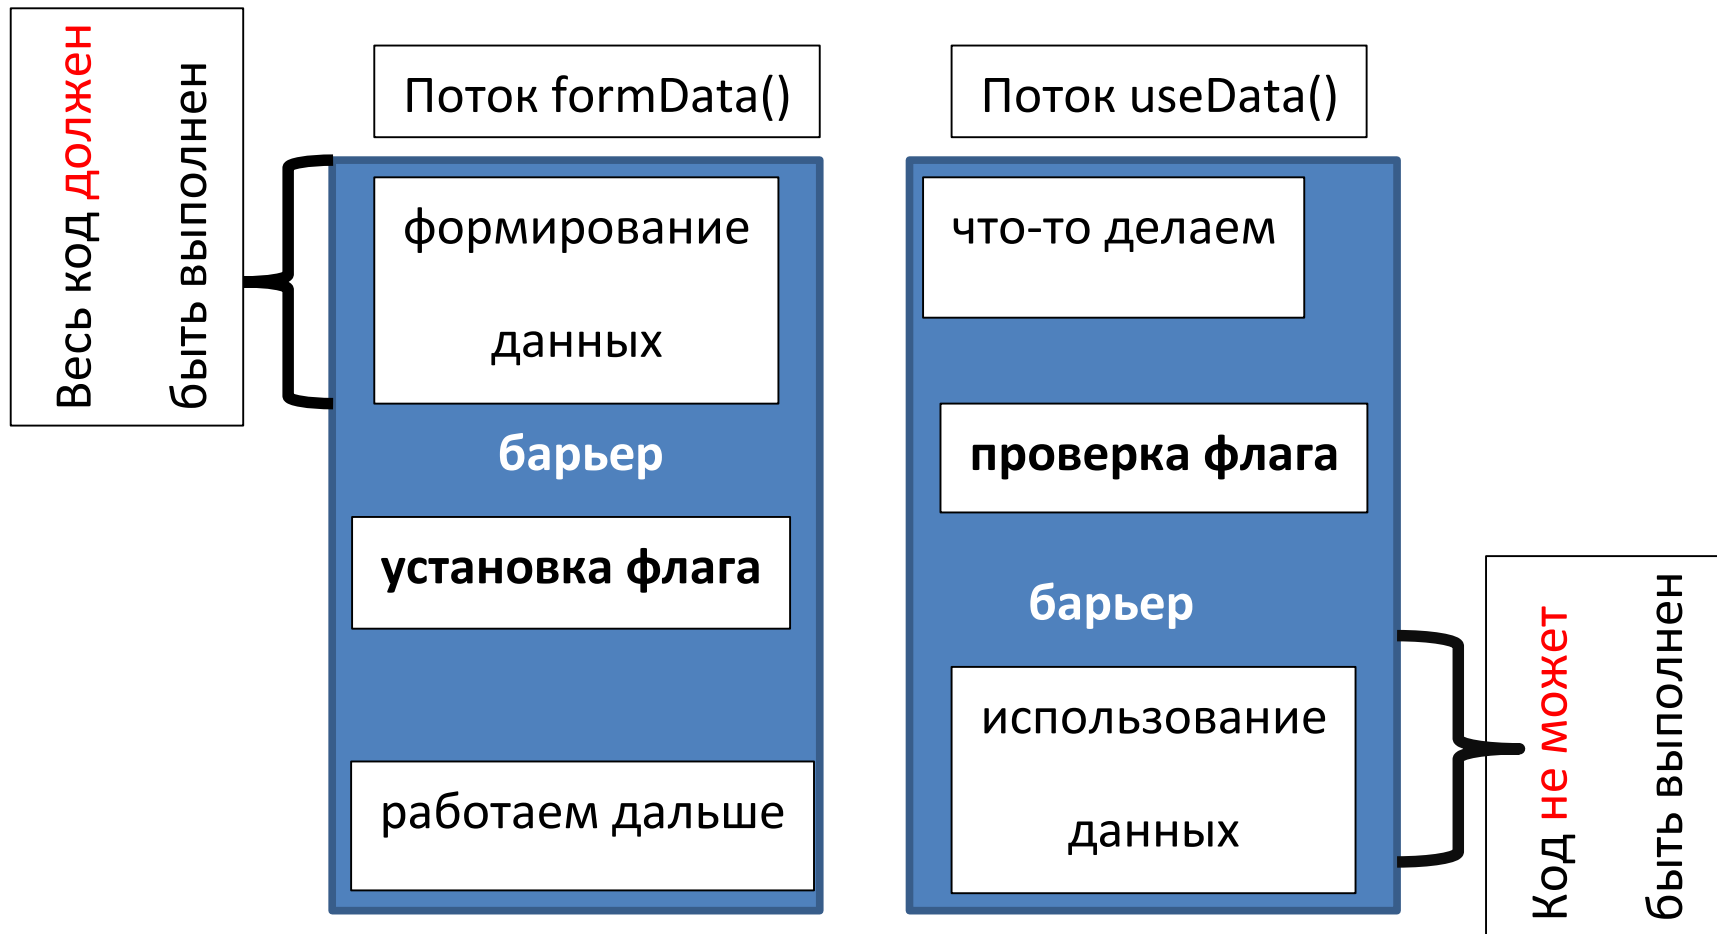 Весь код должен
быть выполнен
Поток formData()
формирование
данных
барьер
установка флага
работаем дальше
Поток useData()
что-то делаем
проверка флага
барьер
использование
данных
Код не может
быть выполнен